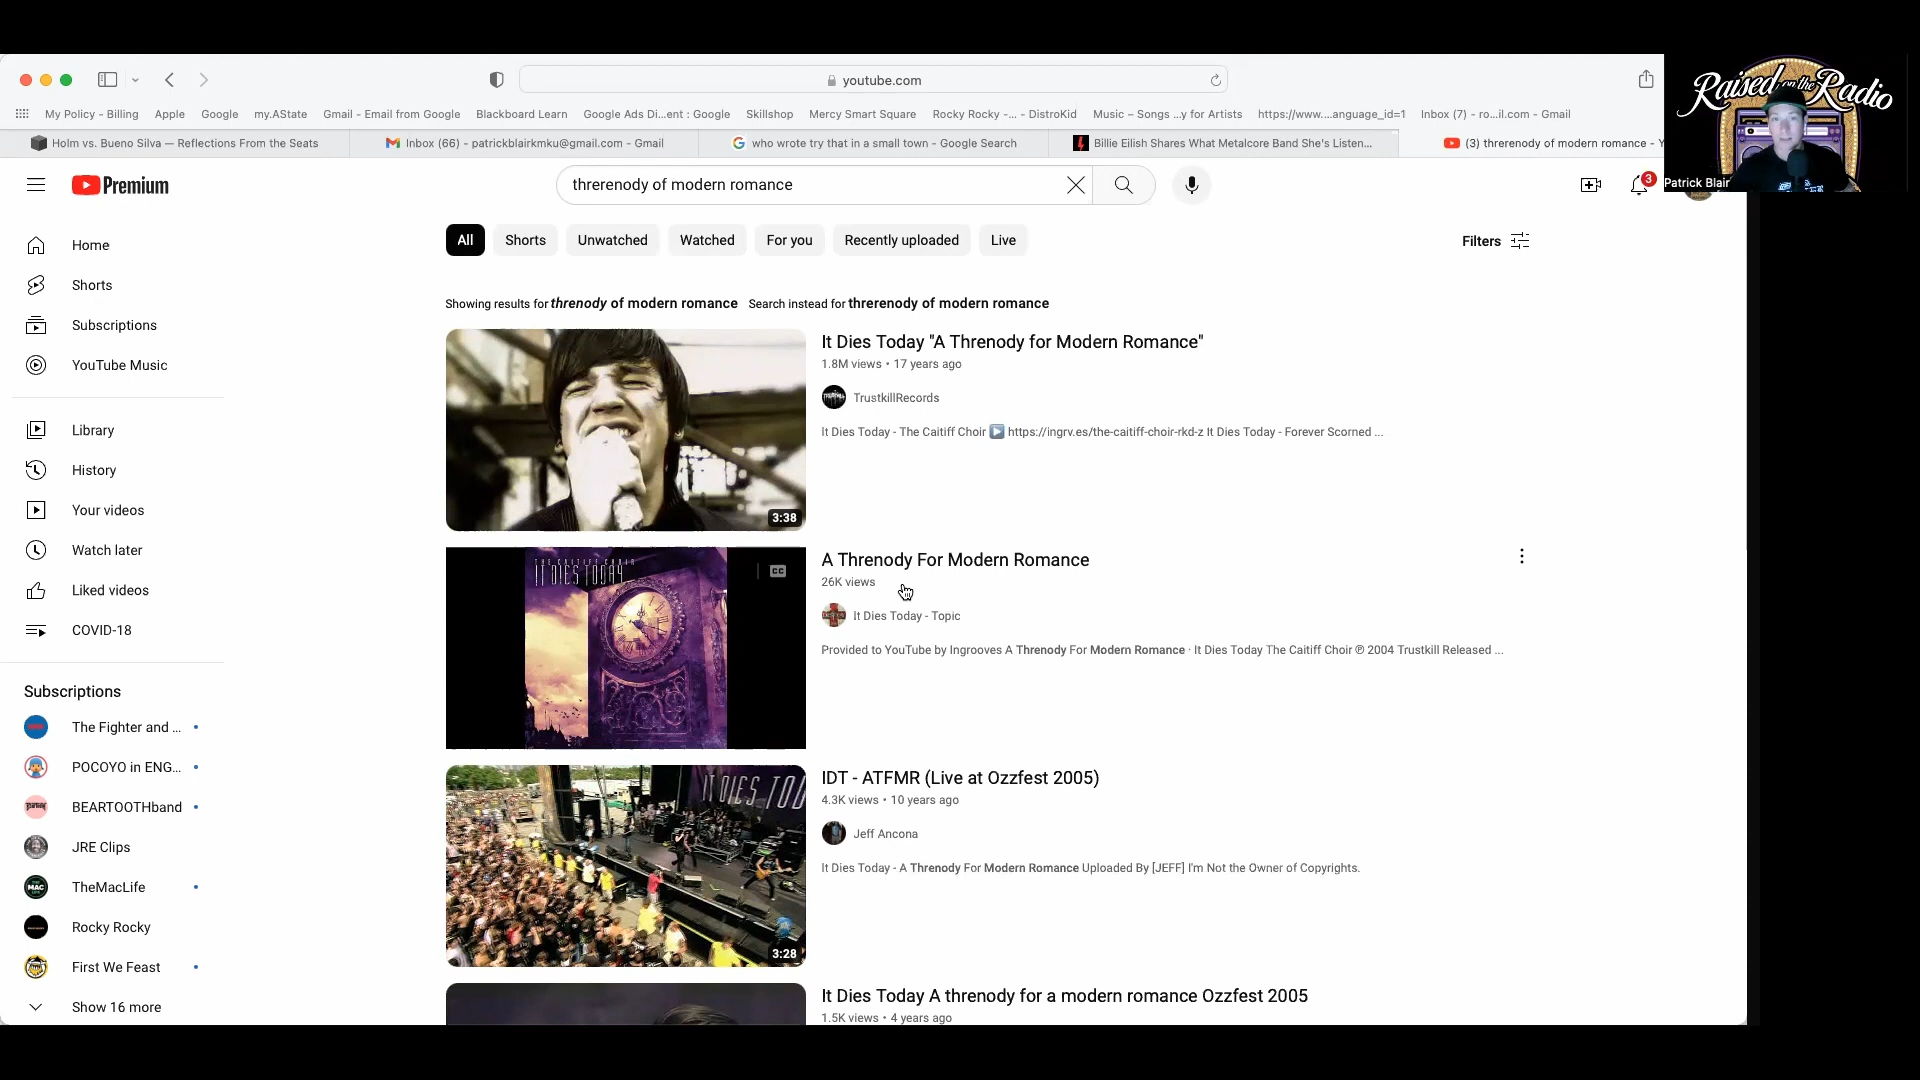 youtube.com
My Policy - Billing Apple Google my.AState Gmail - Email from Google Blackboard Learn Google Ads Di...ent : Google Skillshop Mercy Smart Square Rocky Rocky -... - DistroKid Music – Songs ...y for Artists https://www....anguage_id=1 Inbox (7) - ro...il.com - Gmail
Holm vs. Bueno Silva — Reflections From the Seats Inbox (66) - patrickblairkmku@gmail.com - Gmail who wrote try that in a small town - Google Search Billie Eilish Shares What Metalcore Band She's Listen... (3) threrenody of modern romance - Y
Raised on the Radio
Patrick Blair
Premium
threrenody of modern romance
3
All Shorts Unwatched Watched For you Recently uploaded Live Filters
Home
Shorts
Subscriptions
YouTube Music
Library
History
Your videos
Watch later
Liked videos
COVID-18
Subscriptions
The Fighter and ...
POCOYO in ENG...
BEARTOOTHband
JRE Clips
MAC
TheMacLife
Rocky Rocky
First We Feast
Show 16 more
Showing results for threnody of modern romance Search instead for threrenody of modern romance
It Dies Today "A Threnody for Modern Romance"
1.8M views • 17 years ago
TrustkillRecords
It Dies Today - The Caitiff Choir ▶️ https://ingrv.es/the-caitiff-choir-rkd-z It Dies Today - Forever Scorned ...
3:38
THE CAITIFF CHOIR
IT DIES TODAY
CC
A Threnody For Modern Romance
26K views
It Dies Today - Topic
Provided to YouTube by Ingrooves A Threnody For Modern Romance · It Dies Today The Caitiff Choir ℗ 2004 Trustkill Released ...
IT DIES TOD
3:28
IDT - ATFMR (Live at Ozzfest 2005)
4.3K views • 10 years ago
Jeff Ancona
It Dies Today - A Threnody For Modern Romance Uploaded By [JEFF] I'm Not the Owner of Copyrights.
It Dies Today A threnody for a modern romance Ozzfest 2005
1.5K views • 4 years ago